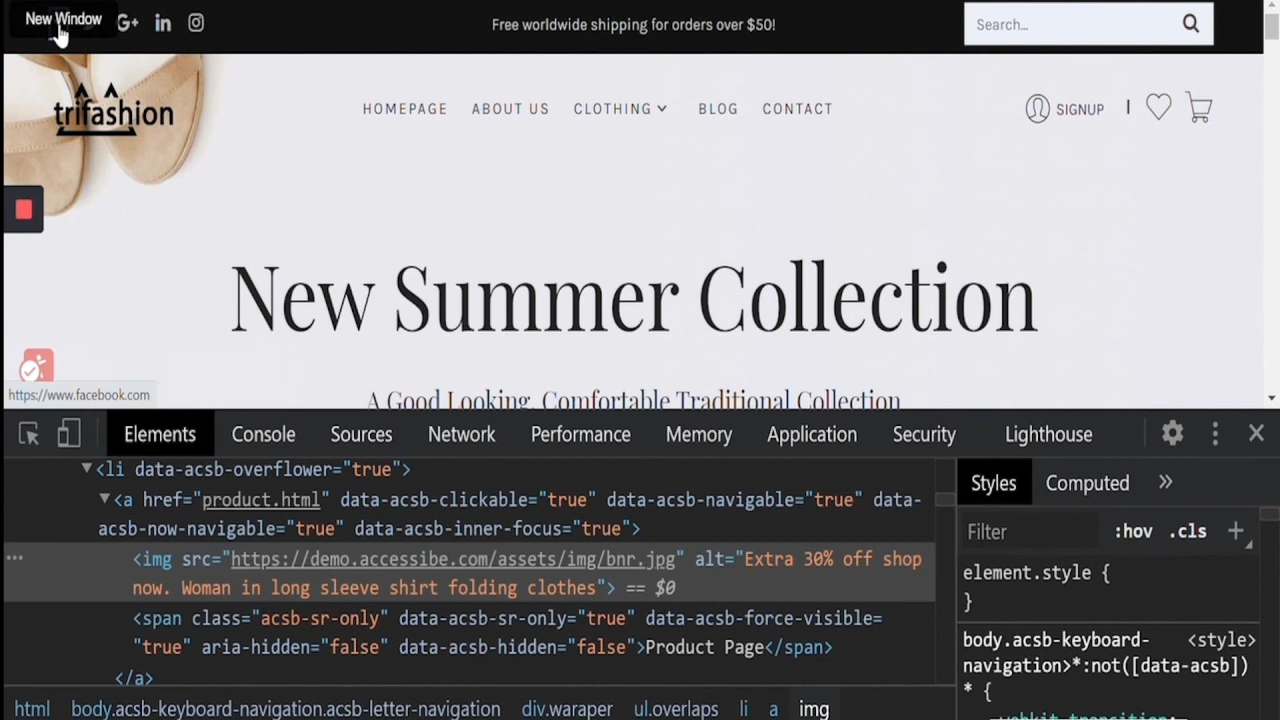 New Window
G+ in
Free worldwide shipping for orders over $50!
Search...
trifashion
HOMEPAGE ABOUT US CLOTHING BLOG CONTACT
SIGNUP
New Summer Collection
A Good Looking, Comfortable Traditional Collection
https://www.facebook.com
Elements Console Sources Network Performance Memory Application Security Lighthouse
<li data-acsb-overflower="true">
<a href="product.html" data-acsb-clickable="true" data-acsb-navigable="true" data-
acsb-now-navigable="true" data-acsb-inner-focus="true">
<img src="https://demo.accessibe.com/assets/img/bnr.jpg" alt="Extra 30% off shop
now. Woman in long sleeve shirt folding clothes"> == $0
<span class="acsb-sr-only" data-acsb-sr-only="true" data-acsb-force-visible=
"true" aria-hidden="false" data-acsb-hidden="false">Product Page</span>
</a>
html body.acsb-keyboard-navigation.acsb-letter-navigation div.waraper ul.overlaps li a img
Styles Computed »
Filter :hov .cls +
element.style {
}
body.acsb-keyboard- <style>
navigation>*:not([data-acsb])
* {
-webkit-transition: